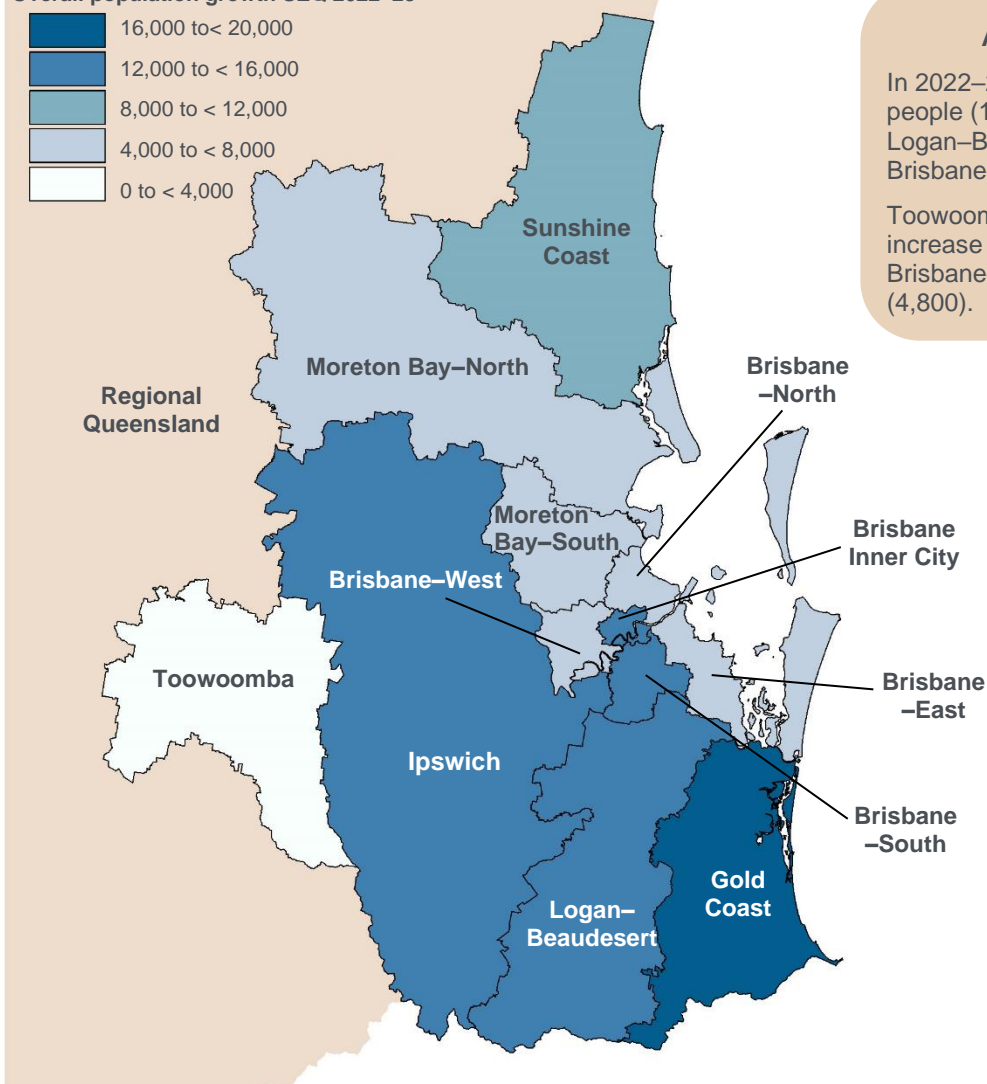 16,000 to< 20,000
12,000 to < 16,000
8,000 to < 12,000
4,000 to < 8,000
0 to < 4,000
In 2022–
people (1
Logan–B
Brisbane
Toowoom
increase
Brisbane
(4,800).
Sunshine
Coast
Moreton Bay–North
Regional
Queensland
Brisbane
–North
Moreton
Bay–South
Brisbane
Inner City
Brisbane–West
Toowoomba
Brisbane
–East
Ipswich
Brisbane
–South
Gold
Coast
Logan–
Beaudesert